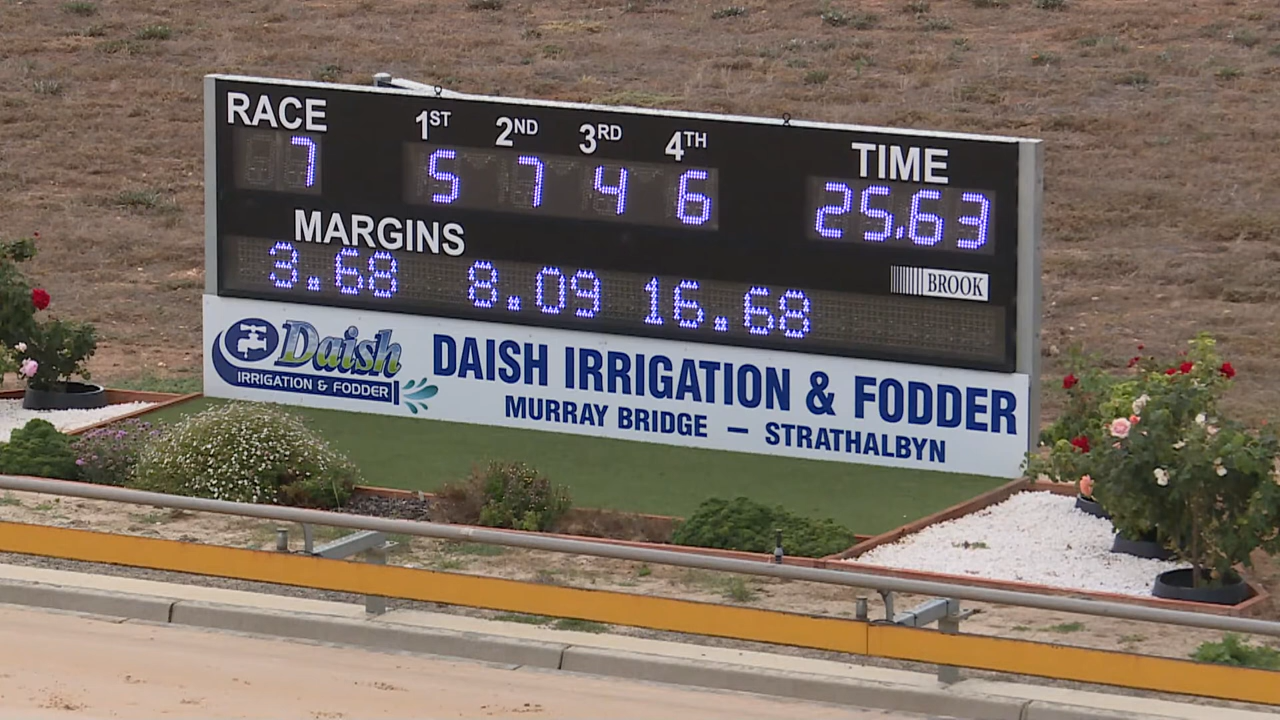 RACE 1ST 2ND 3RD 4TH TIME
7 5 7 4 6 25.63
MARGINS
3.68 8.09 16.68
BROOK
Daish
IRRIGATION & FODDER
DAISH IRRIGATION & FODDER
MURRAY BRIDGE – STRATHALBYN